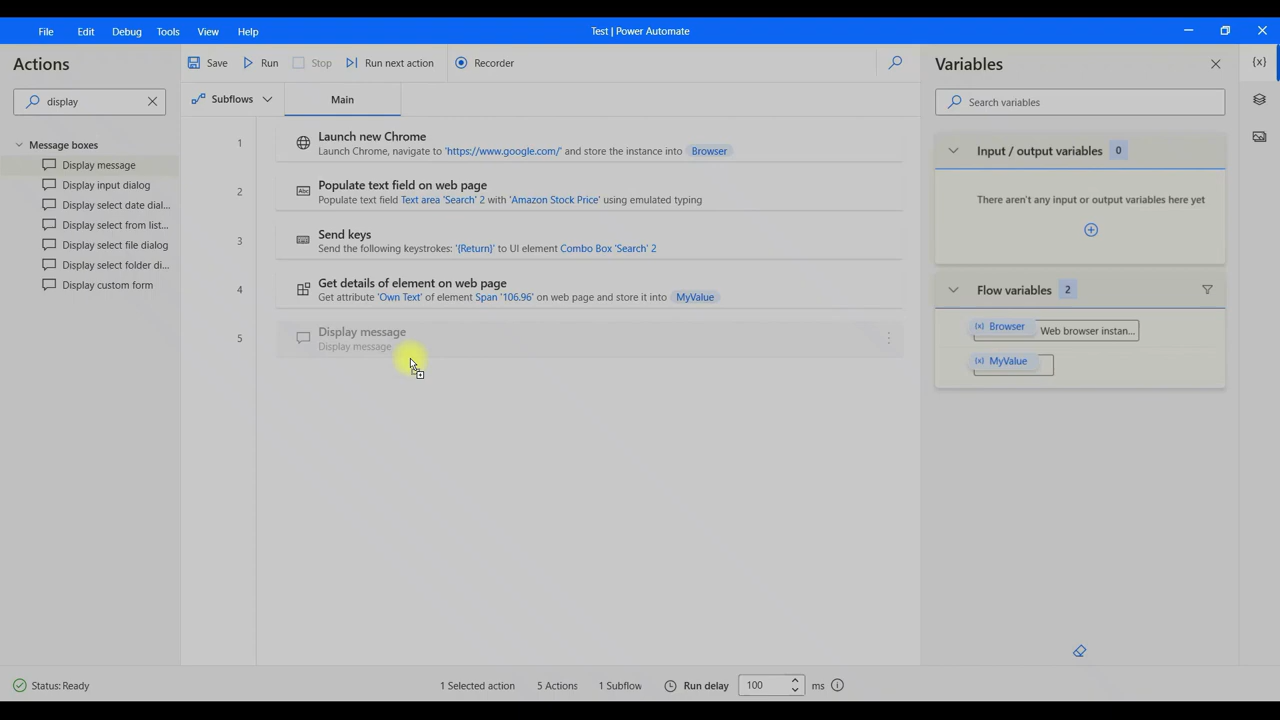 File Edit Debug Tools View Help
Test | Power Automate
Actions
display
Message boxes
Display message
Display input dialog
Display select date dial...
Display select from list...
Display select file dialog
Display select folder di...
Display custom form
Save Run Stop Run next action Recorder
Subflows Main
1
Launch new Chrome
Launch Chrome, navigate to 'https://www.google.com/' and store the instance into Browser
2
Abc
Populate text field on web page
Populate text field Text area 'Search' 2 with 'Amazon Stock Price' using emulated typing
3
Send keys
Send the following keystrokes: '{Return}' to UI element Combo Box 'Search' 2
4
Get details of element on web page
Get attribute 'Own Text' of element Span '106.96' on web page and store it into MyValue
5
Display message
Display message
Variables
{x}
Search variables
Input / output variables 0
There aren't any input or output variables here yet
Flow variables 2
(x) Browser Web browser instan...
(x) MyValue
Status: Ready 1 Selected action 5 Actions 1 Subflow Run delay 100 ms